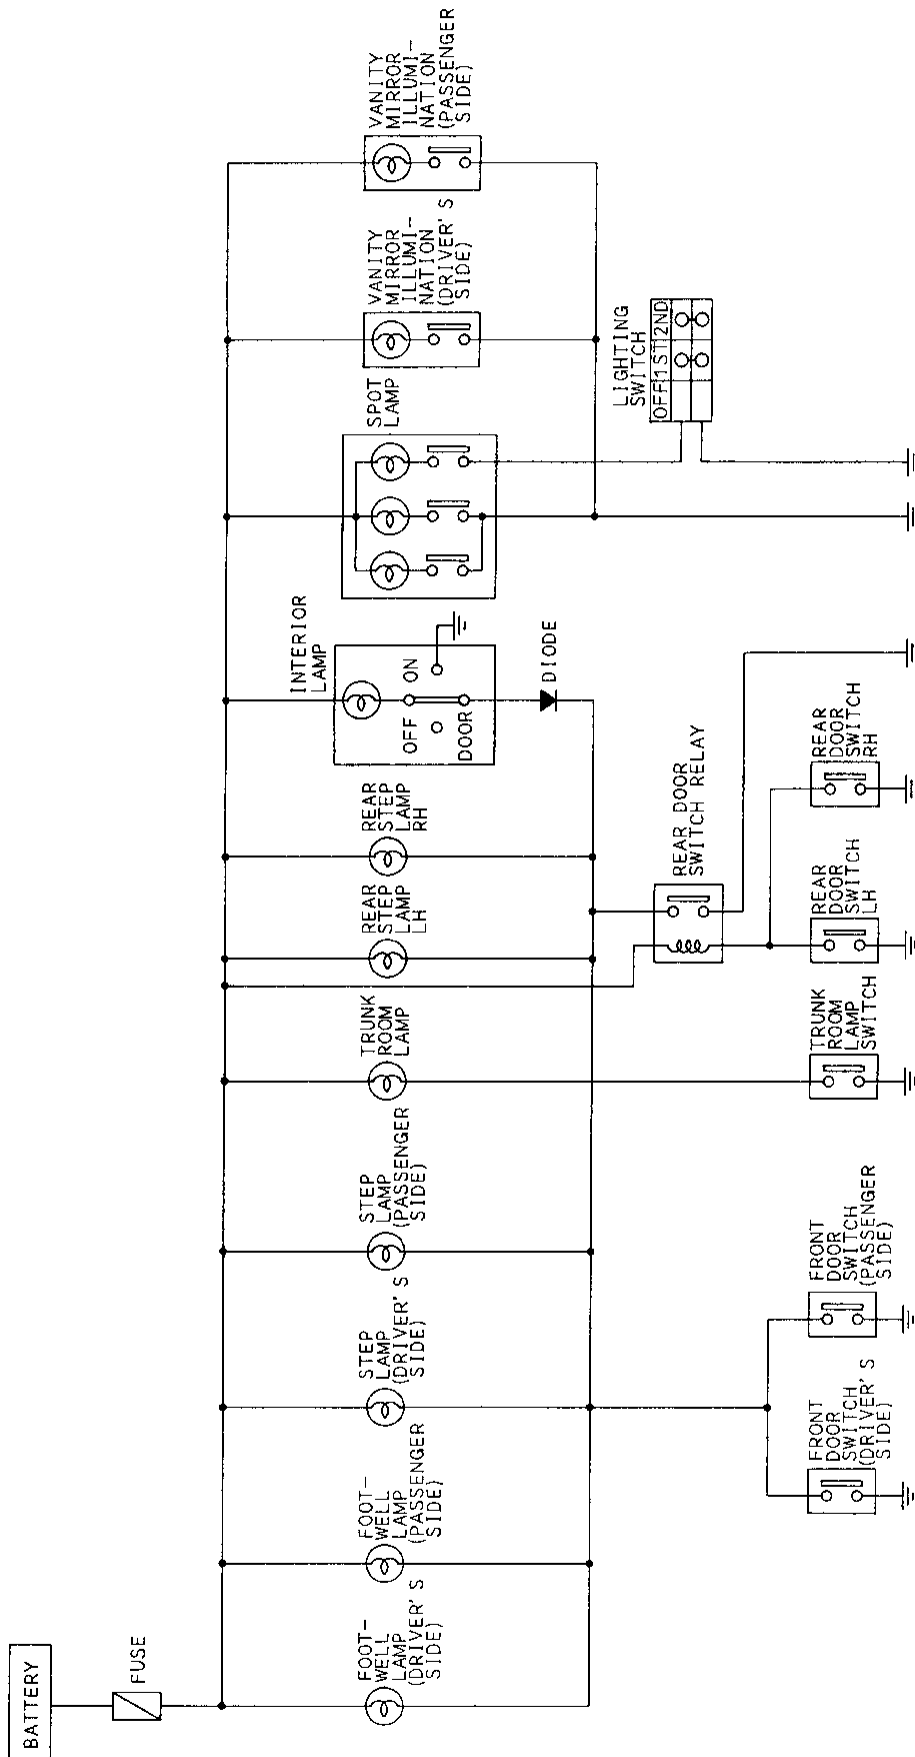 BATTERY
FUSE
FOOT-
WELL
LAMP
(DRIVER'S
SIDE)
FOOT-
WELL
LAMP
(PASSENGER
SIDE)
STEP
LAMP
(DRIVER'S
SIDE)
STEP
LAMP
(PASSENGER
SIDE)
TRUNK
ROOM
LAMP
REAR
STEP
LAMP
LH
REAR
STEP
LAMP
RH
INTERIOR
LAMP
OFF
ON
DOOR
DIODE
SPOT
LAMP
VANITY
MIRROR
ILLUMI-
NATION
(DRIVER'S
SIDE)
VANITY
MIRROR
ILLUMI-
NATION
(PASSENGER
SIDE)
LIGHTING
SWITCH
OFF 1ST 2ND
REAR DOOR
SWITCH RELAY
FRONT
DOOR
SWITCH
(DRIVER'S
SIDE)
FRONT
DOOR
SWITCH
(PASSENGER
SIDE)
TRUNK
ROOM
LAMP
SWITCH
REAR
DOOR
SWITCH
LH
REAR
DOOR
SWITCH
RH